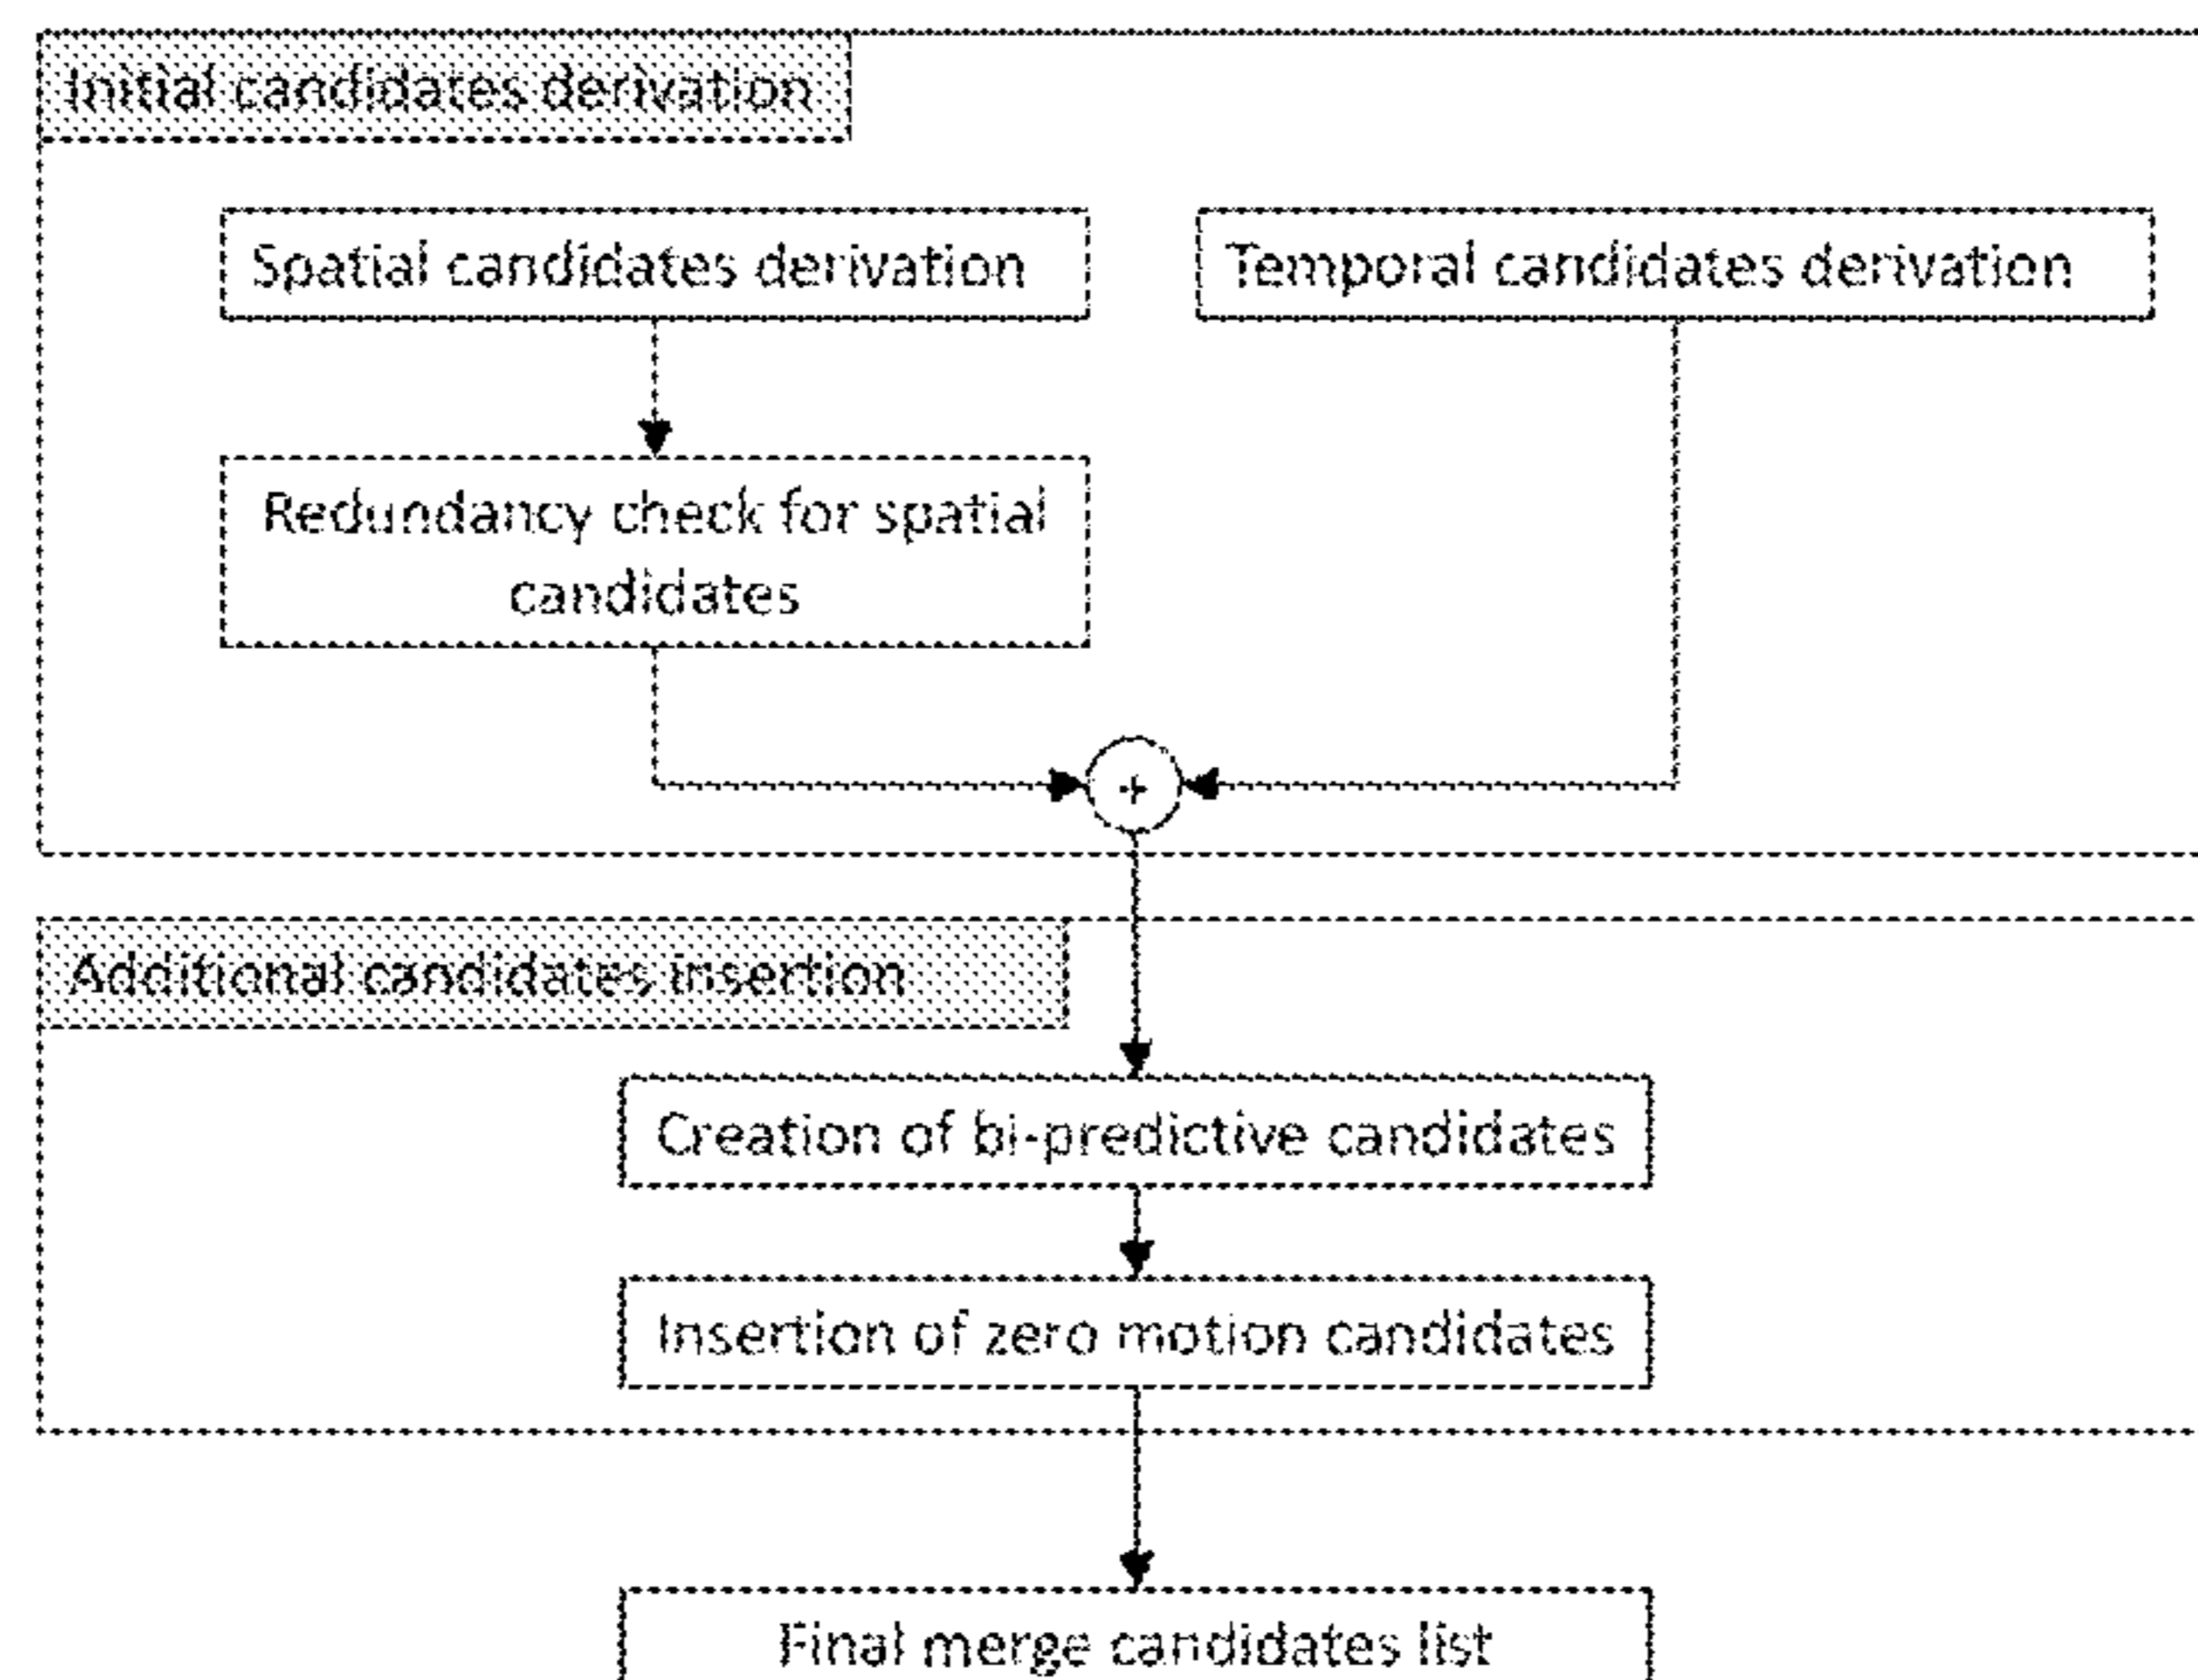 Initial candidates derivation
Spatial candidates derivation
Temporal candidates derivation
Redundancy check for spatial
candidates
+
Additional candidates insertion
Creation of bi-predictive candidates
Insertion of zero motion candidates
Final merge candidates list